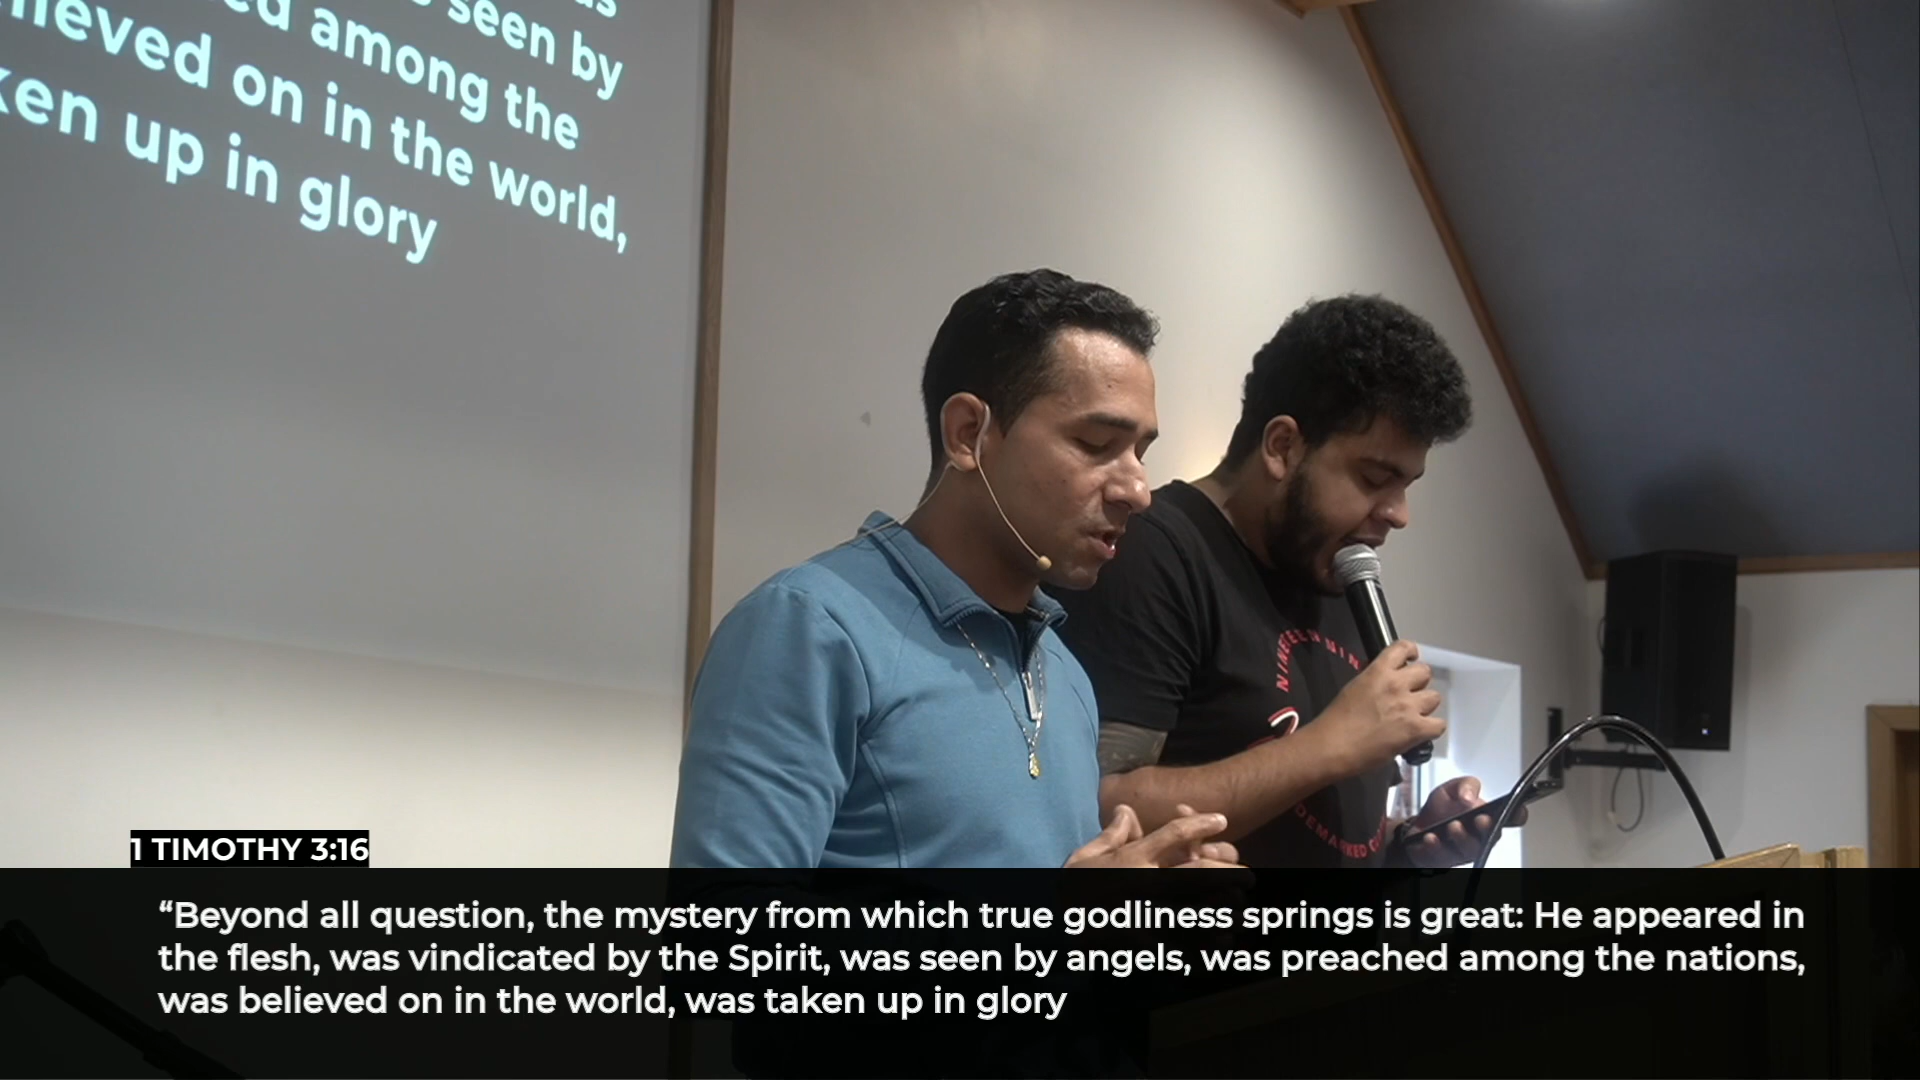 seen by
among the
on in the world,
up in glory
1 TIMOTHY 3:16
“Beyond all question, the mystery from which true godliness springs is great: He appeared in
the flesh, was vindicated by the Spirit, was seen by angels, was preached among the nations,
was believed on in the world, was taken up in glory